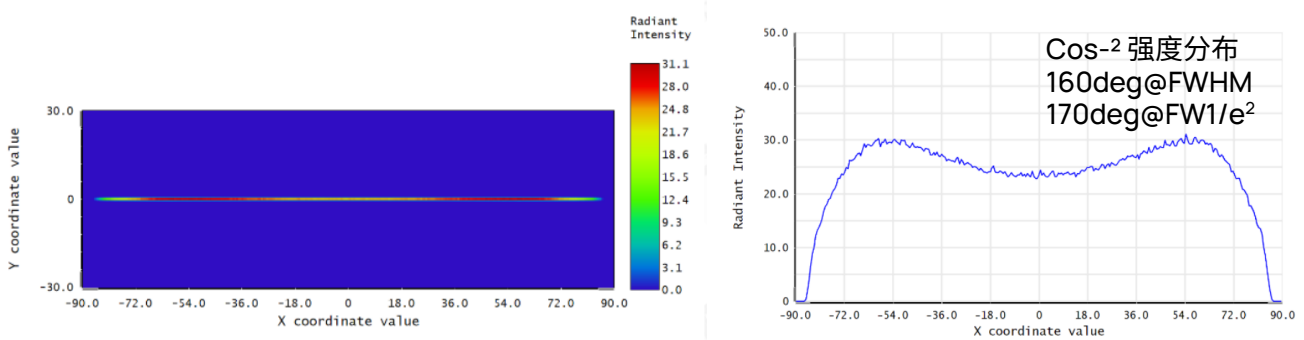 Radiant
Intensity
31.1
28.0
24.8
21.7
18.6
15.5
12.4
9.3
6.2
3.1
0.0
Y coordinate value
30.0
0
-30.0
-90.0 -72.0 -54.0 -36.0 -18.0 0 18.0 36.0 54.0 72.0 90.0
X coordinate value
Cos-² 强度分布
160deg@FWHM
170deg@FW1/e²
Radiant Intensity
50.0
40.0
30.0
20.0
10.0
0
-90.0 -72.0 -54.0 -36.0 -18.0 0 18.0 36.0 54.0 72.0 90.0
X coordinate value